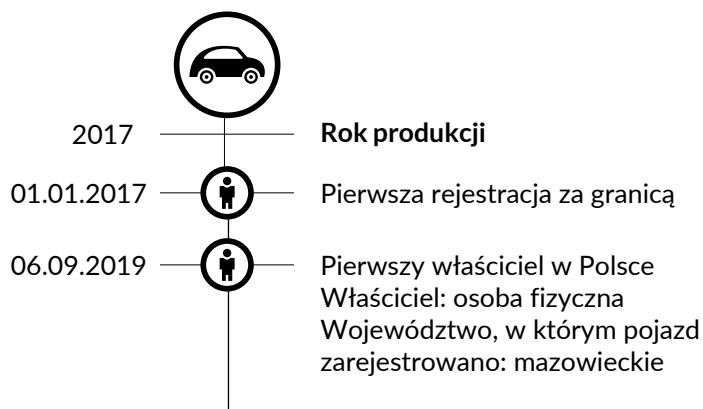 2017 Rok produkcji
01.01.2017 Pierwsza rejestracja za granicą
06.09.2019 Pierwszy właściciel w Polsce
Właściciel: osoba fizyczna
Województwo, w którym pojazd
zarejestrowano: mazowieckie